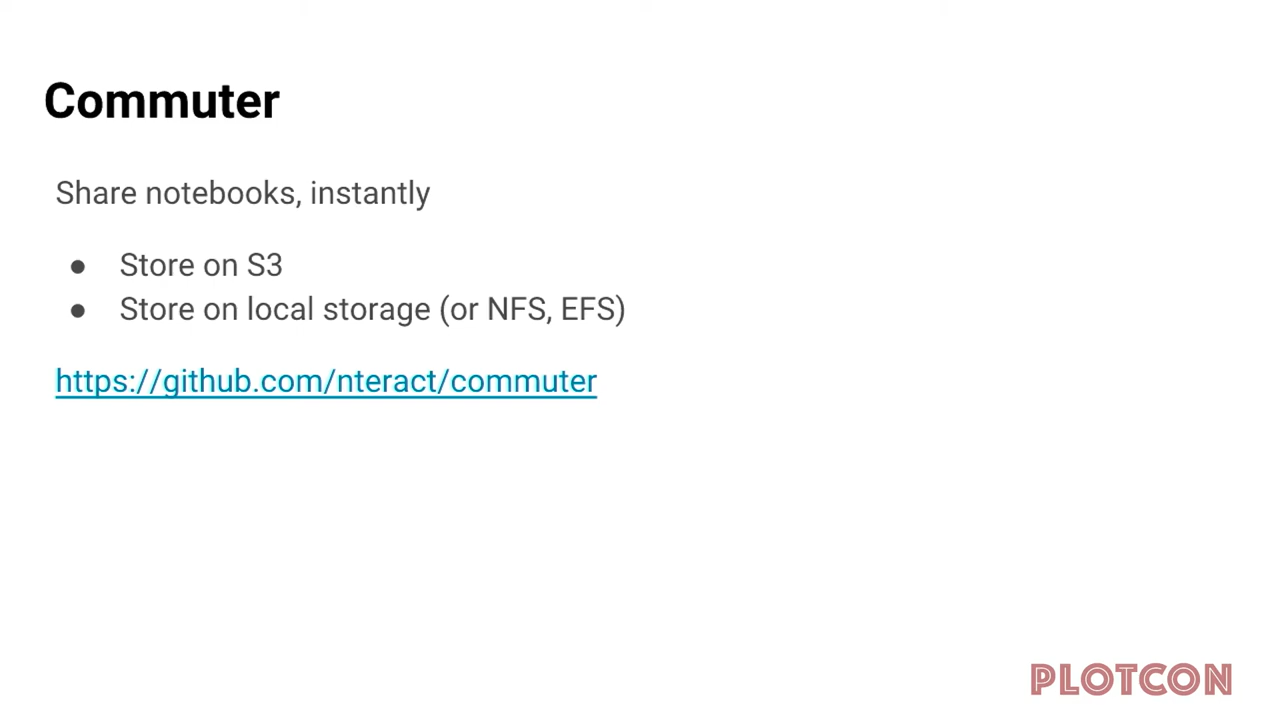 Commuter
Share notebooks, instantly
● Store on S3
● Store on local storage (or NFS, EFS)
https://github.com/nteract/commuter
PLOTCON